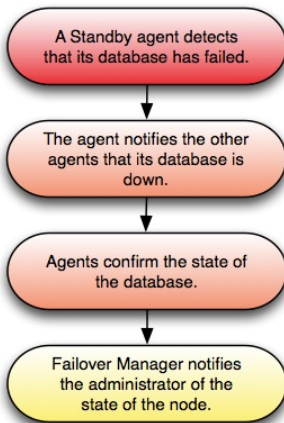 A Standby agent detects
that its database has failed.
The agent notifies the other
agents that its database is
down.
Agents confirm the state of
the database.
Failover Manager notifies
the administrator of the
state of the node.